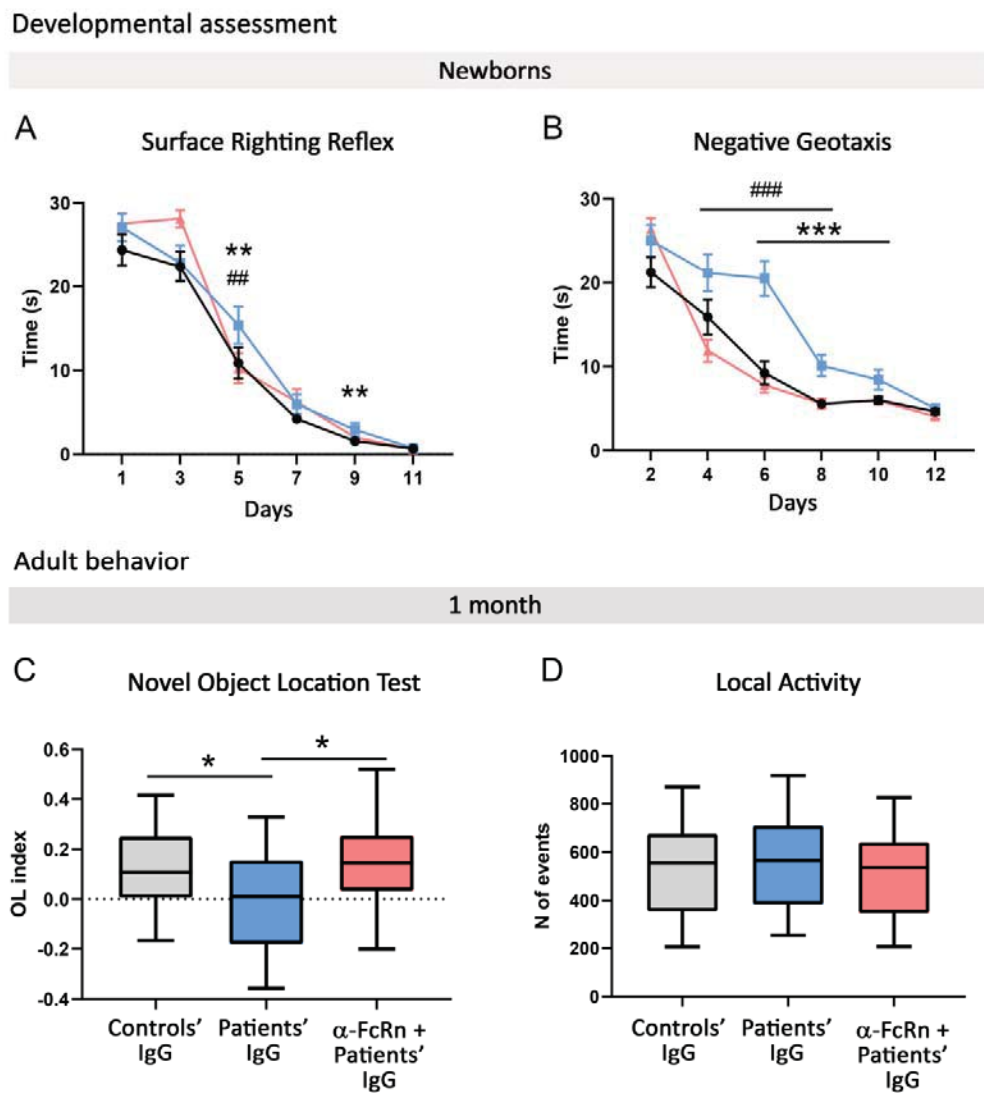 Developmental assessment
Newborns
A
Surface Righting Reflex
30
20
10
0
Time (s)
**
##
**
1 3 5 7 9 11
Days
B
Negative Geotaxis
30
20
10
0
Time (s)
###
***
2 4 6 8 10 12
Days
Adult behavior
1 month
C
Novel Object Location Test
0.6
0.4
0.2
0.0
-0.2
-0.4
OL index
*
*
Controls' IgG
Patients' IgG
α-FcRn + Patients' IgG
D
Local Activity
1000
800
600
400
200
0
N of events
Controls' IgG
Patients' IgG
α-FcRn + Patients' IgG